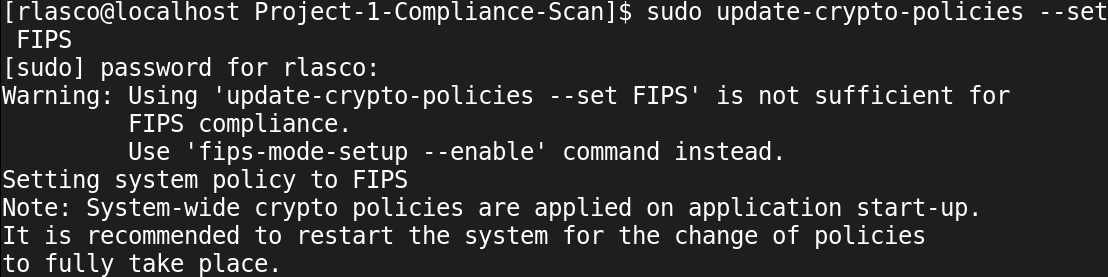 [rlasco@localhost Project-1-Compliance-Scan]$ sudo update-crypto-policies --set
 FIPS
[sudo] password for rlasco:
Warning: Using 'update-crypto-policies --set FIPS' is not sufficient for
         FIPS compliance.
         Use 'fips-mode-setup --enable' command instead.
Setting system policy to FIPS
Note: System-wide crypto policies are applied on application start-up.
It is recommended to restart the system for the change of policies
to fully take place.